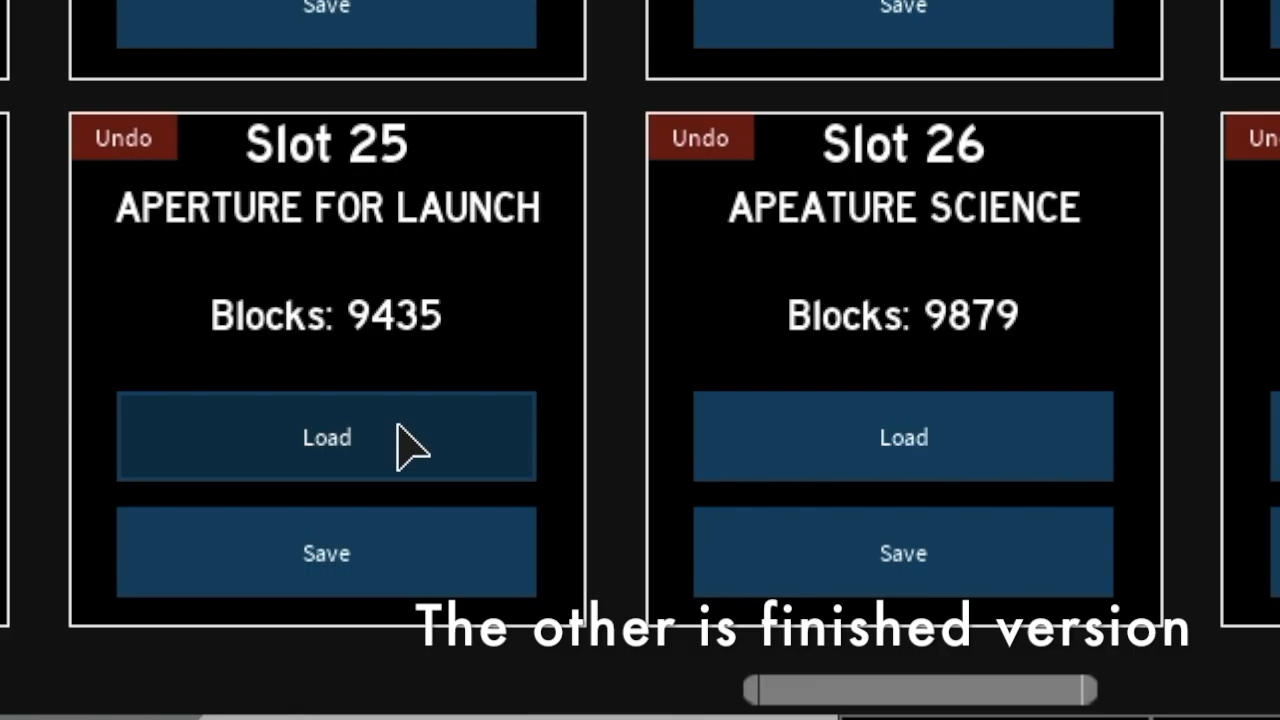 Save
Save
Undo
Slot 25
APERTURE FOR LAUNCH
Blocks: 9435
Load
Save
Undo
Slot 26
APEATURE SCIENCE
Blocks: 9879
Load
Save
Un
The other is finished version